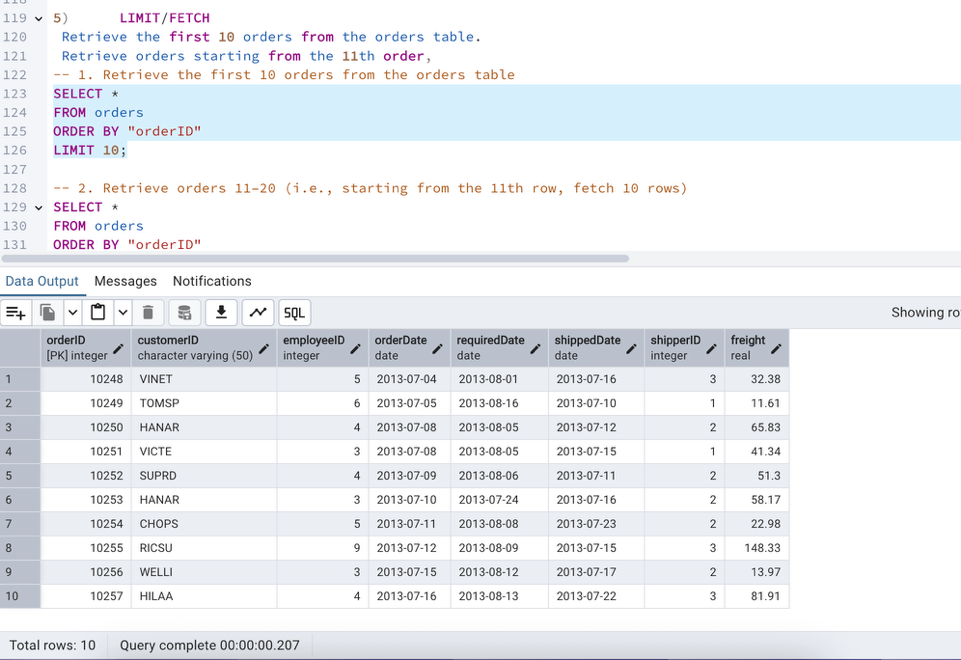 119 5) LIMIT/FETCH
120 Retrieve the first 10 orders from the orders table.
121 Retrieve orders starting from the 11th order,
122 -- 1. Retrieve the first 10 orders from the orders table
123 SELECT *
124 FROM orders
125 ORDER BY "orderID"
126 LIMIT 10;
127
128 -- 2. Retrieve orders 11–20 (i.e., starting from the 11th row, fetch 10 rows)
129 SELECT *
130 FROM orders
131 ORDER BY "orderID"
Data Output Messages Notifications
SQL Showing
orderID customerID employeeID orderDate requiredDate shippedDate shipperID freight
[PK] integer character varying (50) integer date date date integer real
1 10248 VINET 5 2013-07-04 2013-08-01 2013-07-16 3 32.38
2 10249 TOMSP 6 2013-07-05 2013-08-16 2013-07-10 1 11.61
3 10250 HANAR 4 2013-07-08 2013-08-05 2013-07-12 2 65.83
4 10251 VICTE 3 2013-07-08 2013-08-05 2013-07-15 1 41.34
5 10252 SUPRD 4 2013-07-09 2013-08-06 2013-07-11 2 51.3
6 10253 HANAR 3 2013-07-10 2013-07-24 2013-07-16 2 58.17
7 10254 CHOPS 5 2013-07-11 2013-08-08 2013-07-23 2 22.98
8 10255 RICSU 9 2013-07-12 2013-08-09 2013-07-15 3 148.33
9 10256 WELLI 3 2013-07-15 2013-08-12 2013-07-17 2 13.97
10 10257 HILAA 4 2013-07-16 2013-08-13 2013-07-22 3 81.91
Total rows: 10 Query complete 00:00:00.207